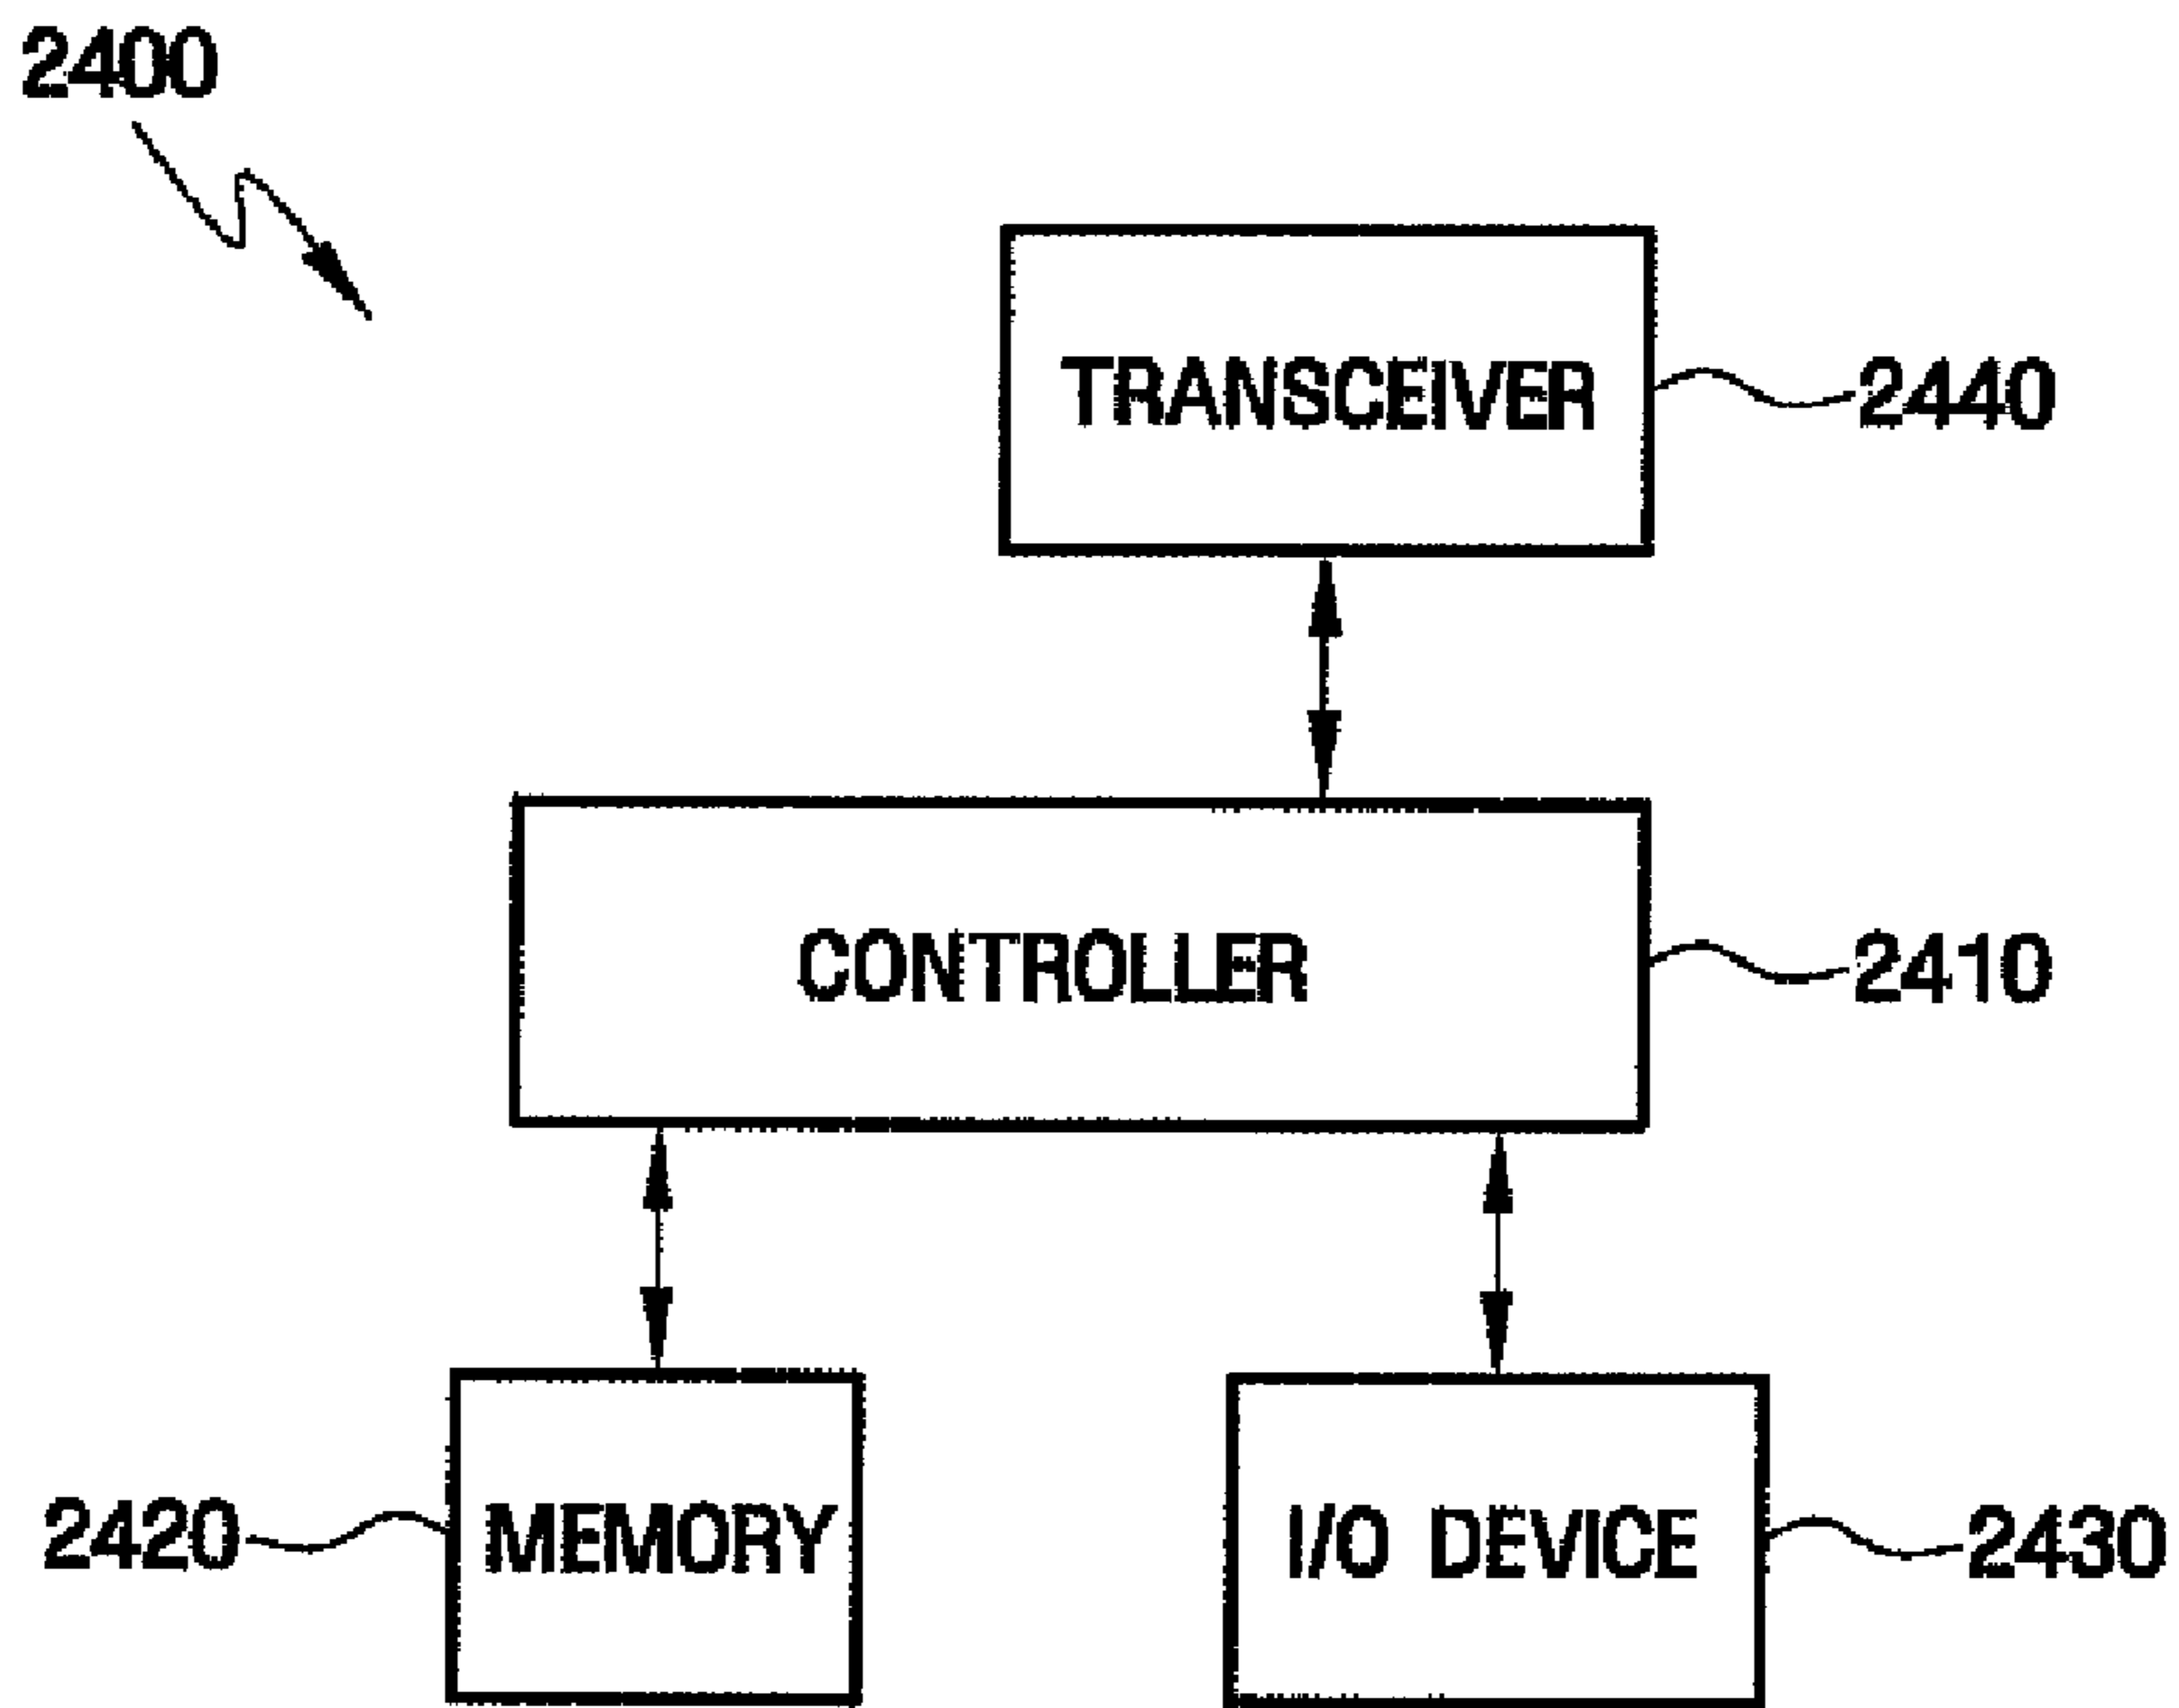 2400
TRANSCEIVER
2440
CONTROLLER
2410
2420
MEMORY
I/O DEVICE
2430